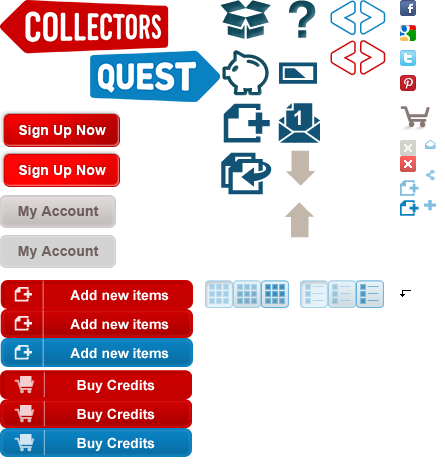 COLLECTORS
QUEST
?
1
Sign Up Now
Sign Up Now
My Account
My Account
Add new items
Add new items
Add new items
Buy Credits
Buy Credits
Buy Credits